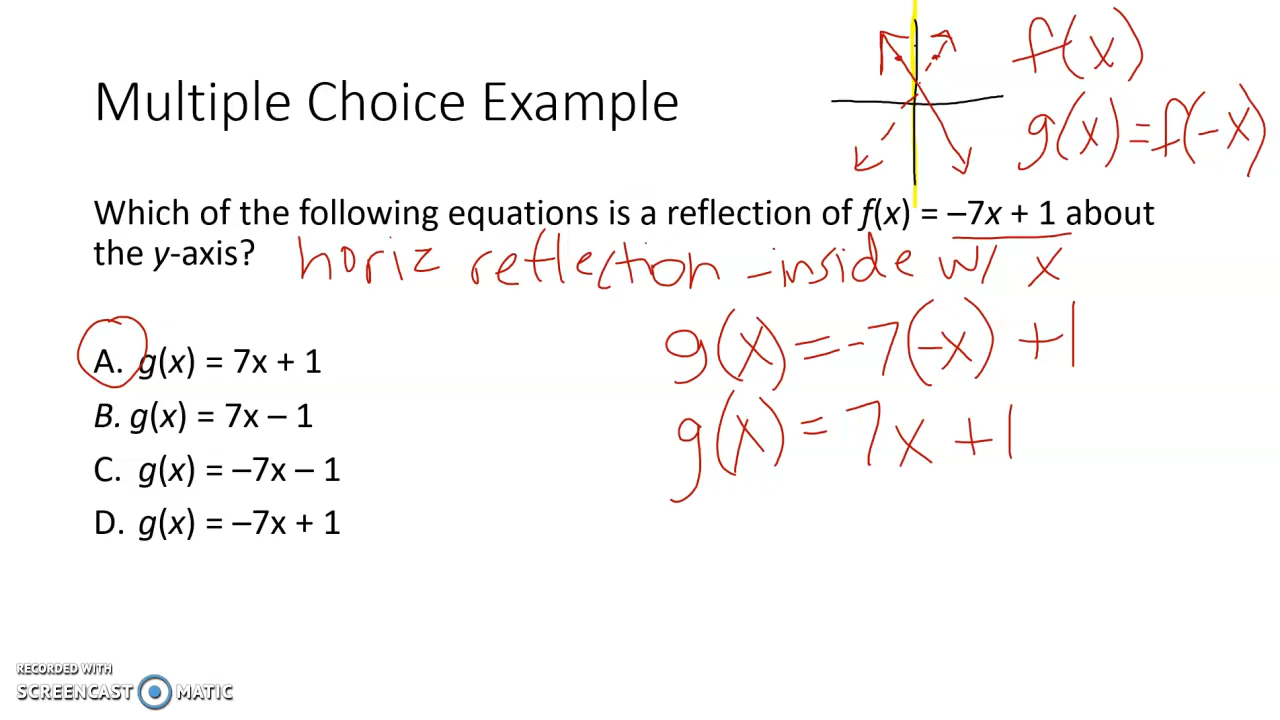 f(x)
Multiple Choice Example
g(x) = f(-x)
Which of the following equations is a reflection of f(x) = –7x + 1 about
the y-axis?
horiz reflection - inside w/ x
g(x) = -7(-x) + 1
A. g(x) = 7x + 1
B. g(x) = 7x – 1
g(x) = 7x + 1
C. g(x) = –7x – 1
D. g(x) = –7x + 1
RECORDED WITH
SCREENCAST MATIC